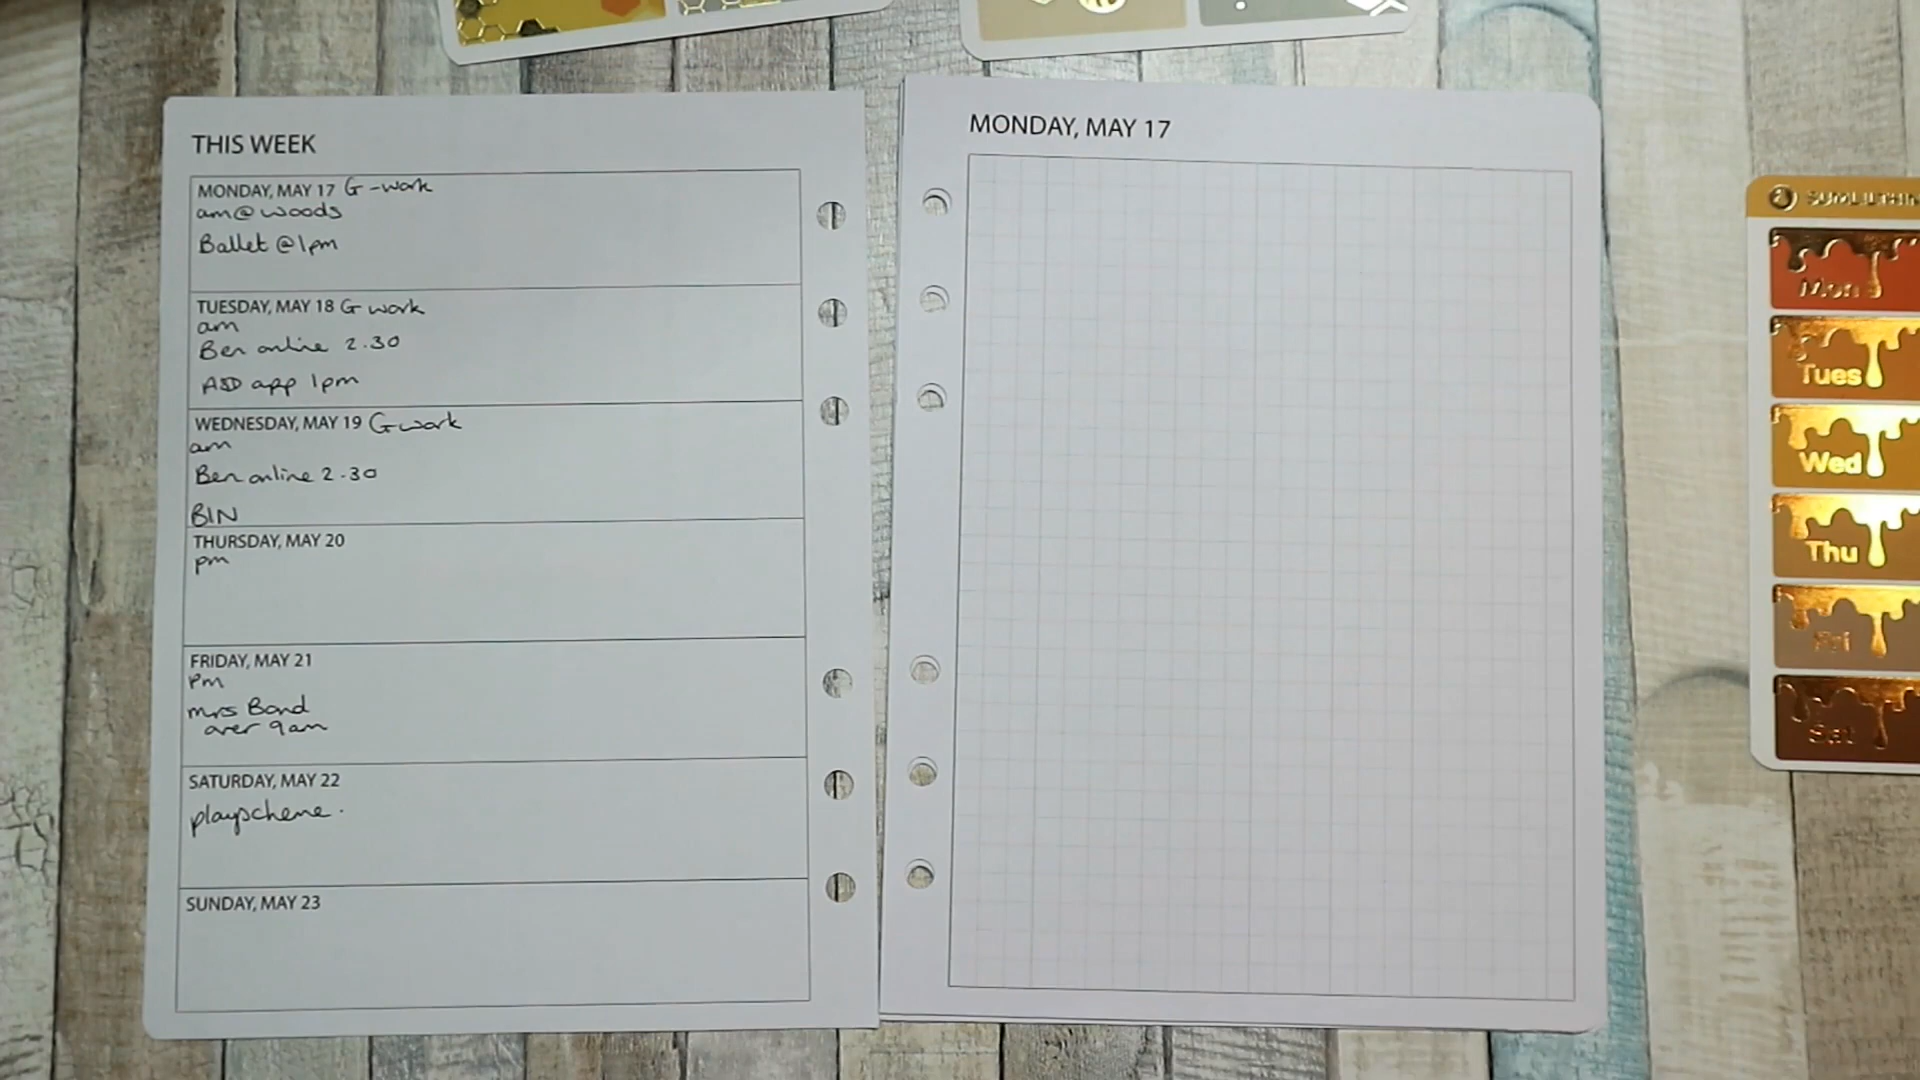 THIS WEEK
MONDAY, MAY 17 G-work
am@woods
Ballet @1pm
TUESDAY, MAY 18 G work
am
Ben online 2.30
ASD app 1pm
WEDNESDAY, MAY 19 G work
am
Ben online 2.30
BIN
THURSDAY, MAY 20
pm
FRIDAY, MAY 21
Pm
mrs Bond
over 9am
SATURDAY, MAY 22
playscheme.
SUNDAY, MAY 23
MONDAY, MAY 17
Mon
Tues
Wed
Thu
Fri
Sat